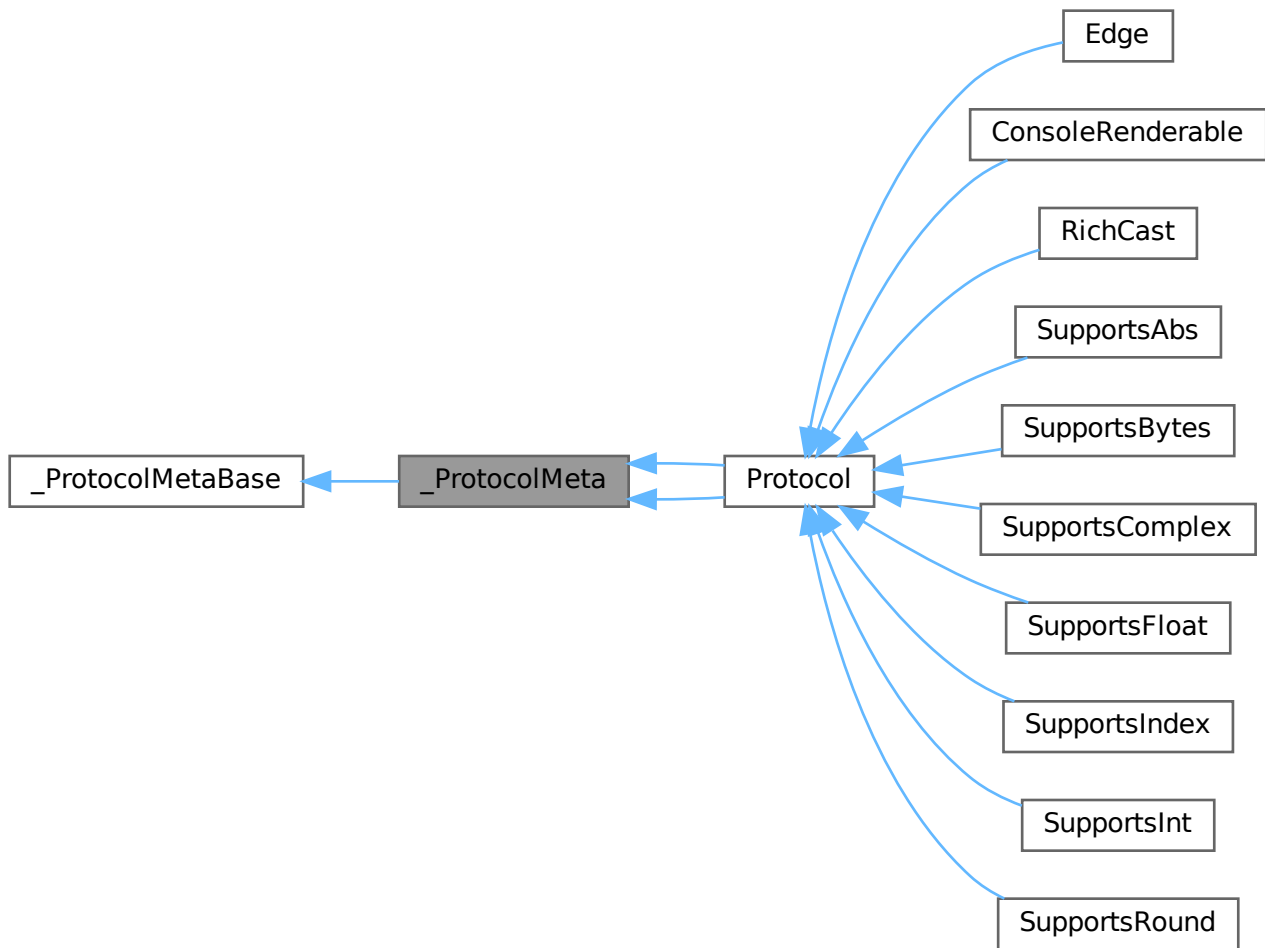 Edge
ConsoleRenderable
RichCast
SupportsAbs
SupportsBytes
_ProtocolMetaBase
_ProtocolMeta
Protocol
SupportsComplex
SupportsFloat
SupportsIndex
SupportsInt
SupportsRound